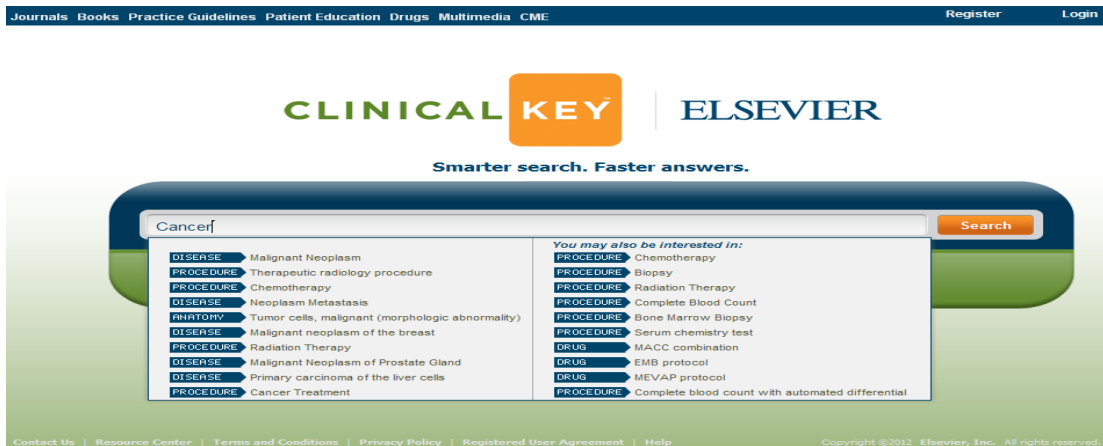 Journals Books Practice Guidelines Patient Education Drugs Multimedia CME Register Login
CLINICAL KEY ELSEVIER
Smarter search. Faster answers.
Cancer Search
DISEASE Malignant Neoplasm
PROCEDURE Therapeutic radiology procedure
PROCEDURE Chemotherapy
DISEASE Neoplasm Metastasis
ANATOMY Tumor cells, malignant (morphologic abnormality)
DISEASE Malignant neoplasm of the breast
PROCEDURE Radiation Therapy
DISEASE Malignant Neoplasm of Prostate Gland
DISEASE Primary carcinoma of the liver cells
PROCEDURE Cancer Treatment
You may also be interested in:
PROCEDURE Chemotherapy
PROCEDURE Biopsy
PROCEDURE Radiation Therapy
PROCEDURE Complete Blood Count
PROCEDURE Bone Marrow Biopsy
PROCEDURE Serum chemistry test
DRUG MACC combination
DRUG EMB protocol
DRUG MEVAP protocol
PROCEDURE Complete blood count with automated differential
Contact Us | Resource Center | Terms and Conditions | Privacy Policy | Registered User Agreement | Help Copyright ©2012 Elsevier, Inc. All rights reserved.